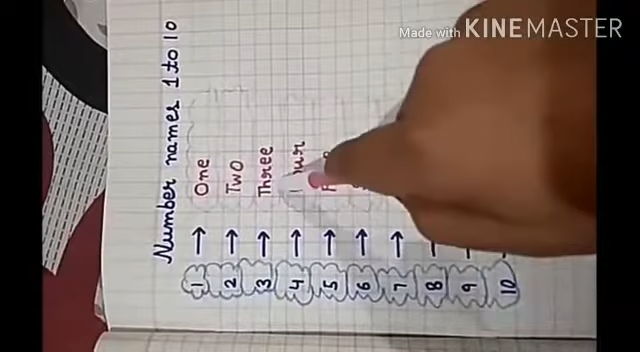 Made with KINEMASTER
Number names 1 to 10
1 → One
2 → Two
3 → Three
4 →
5 →
6 →
7 →
8
9
10